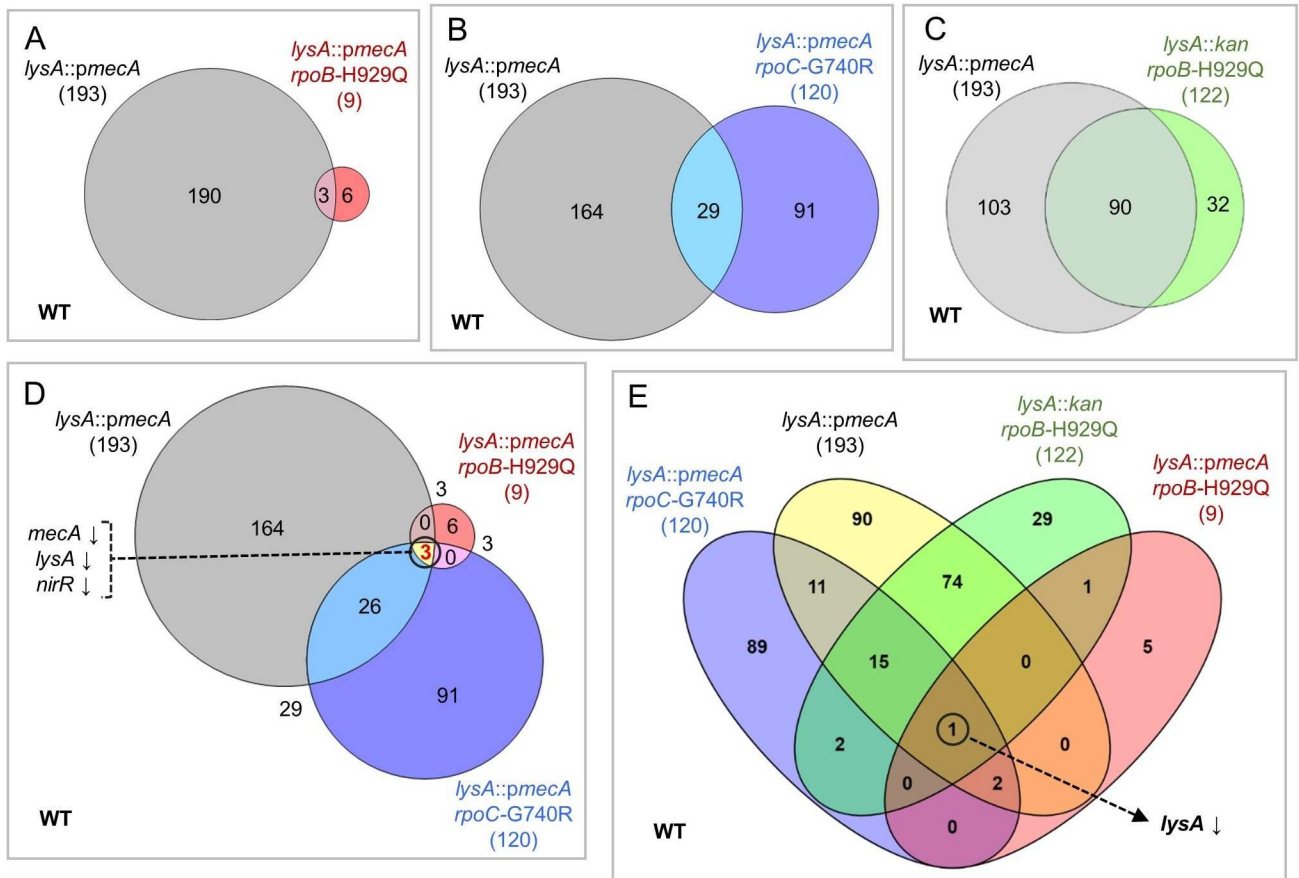 A
lysA::pmecA
(193)
lysA::pmecA
rpoB-H929Q
(9)
190
3
6
WT
B
lysA::pmecA
(193)
lysA::pmecA
rpoC-G740R
(120)
164
29
91
WT
C
lysA::pmecA
(193)
lysA::kan
rpoB-H929Q
(122)
103
90
32
WT
D
lysA::pmecA
(193)
lysA::pmecA
rpoB-H929Q
(9)
3
164
0
6
mecA ↓
lysA ↓
nirR ↓
3
0
3
26
91
29
lysA::pmecA
rpoC-G740R
(120)
WT
E
lysA::pmecA
(193)
lysA::kan
rpoB-H929Q
(122)
lysA::pmecA
rpoC-G740R
(120)
lysA::pmecA
rpoB-H929Q
(9)
90
29
11
74
1
89
15
0
5
2
1
0
0
2
0
WT
lysA ↓